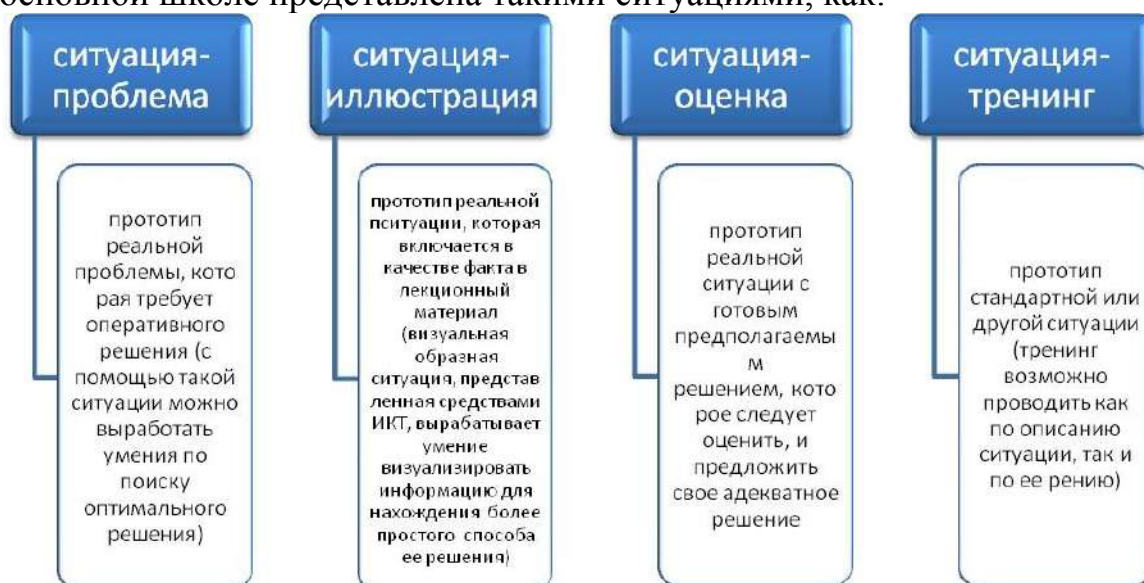 основной школе представлена такими ситуациями, как:
ситуация-
проблема
прототип
реальной
проблемы, кото
рая требует
оперативного
решения (с
помощью такой
ситуации можно
выработать
умения по
поиску
оптимального
решения)
ситуация-
иллюстрация
прототип реальной
пситуации, которая
включается в
качестве факта в
лекционный
материал
(визуальная
образная
ситуация, представ
ленная средствами
ИКТ, вырабатывает
умение
визуализировать
информацию для
нахождения более
простого способа
ее решения)
ситуация-
оценка
прототип
реальной
ситуации с
готовым
предполагаемы
м
решением, кото
рое следует
оценить, и
предложить
свое адекватное
решение
ситуация-
тренинг
прототип
стандартной или
другой ситуации
(тренинг
возможно
проводить как
по описанию
ситуации, так и
по ее рению)